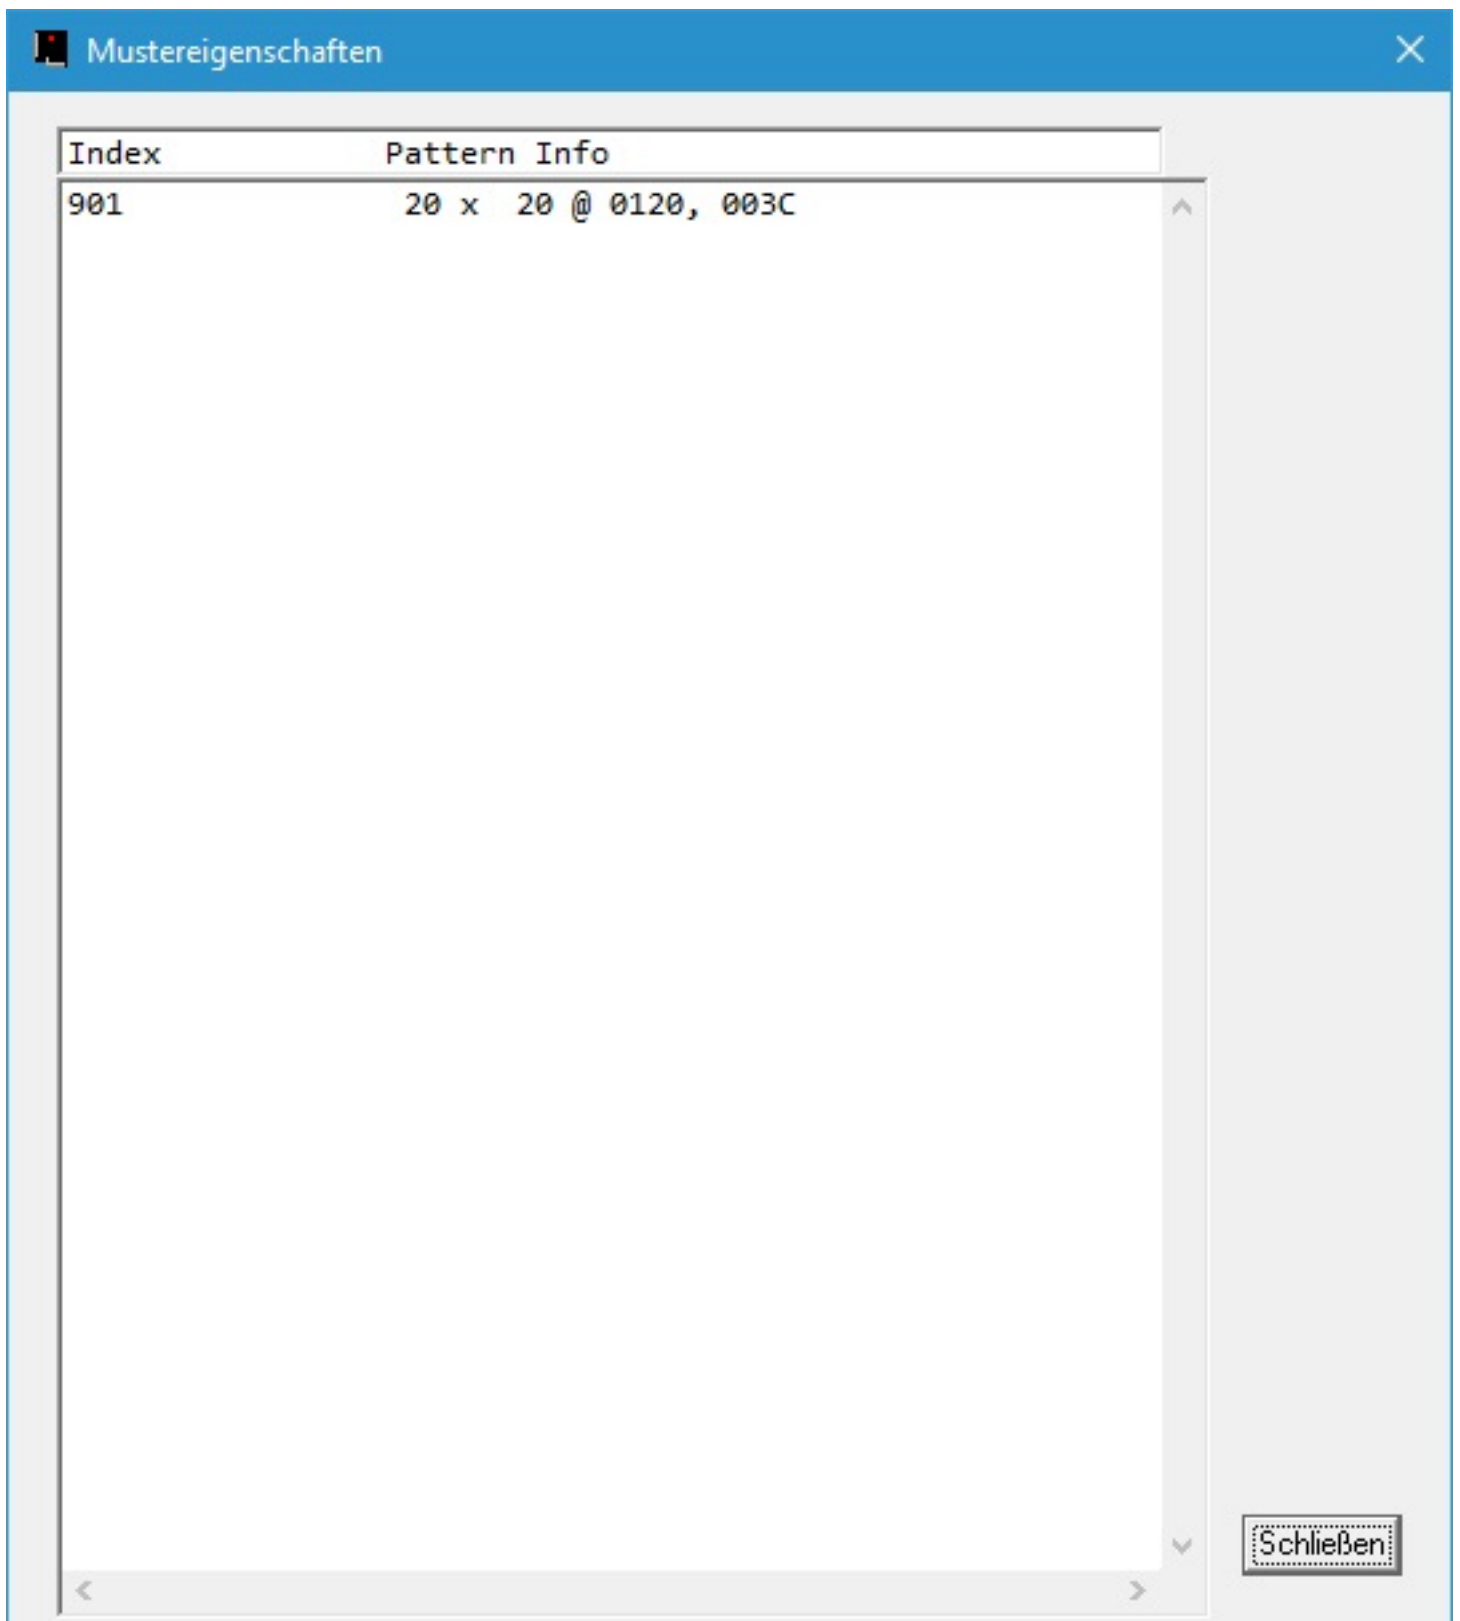 Mustereigenschaften
Index Pattern Info
901 20 x 20 @ 0120, 003C
Schließen